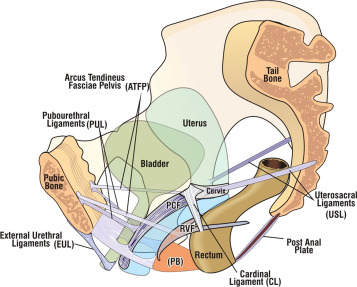 Arcus Tendineus
Fasciae Pelvis
(ATFP)
Pubourethral
Ligaments (PUL)
Uterus
Tail
Bone
Bladder
Pubic
Bone
Cervix
PCF
RVF
Uterosacral
Ligaments
(USL)
External Urethral
Ligaments (EUL)
(PB)
Rectum
Post Anal
Plate
Cardinal
Ligament (CL)